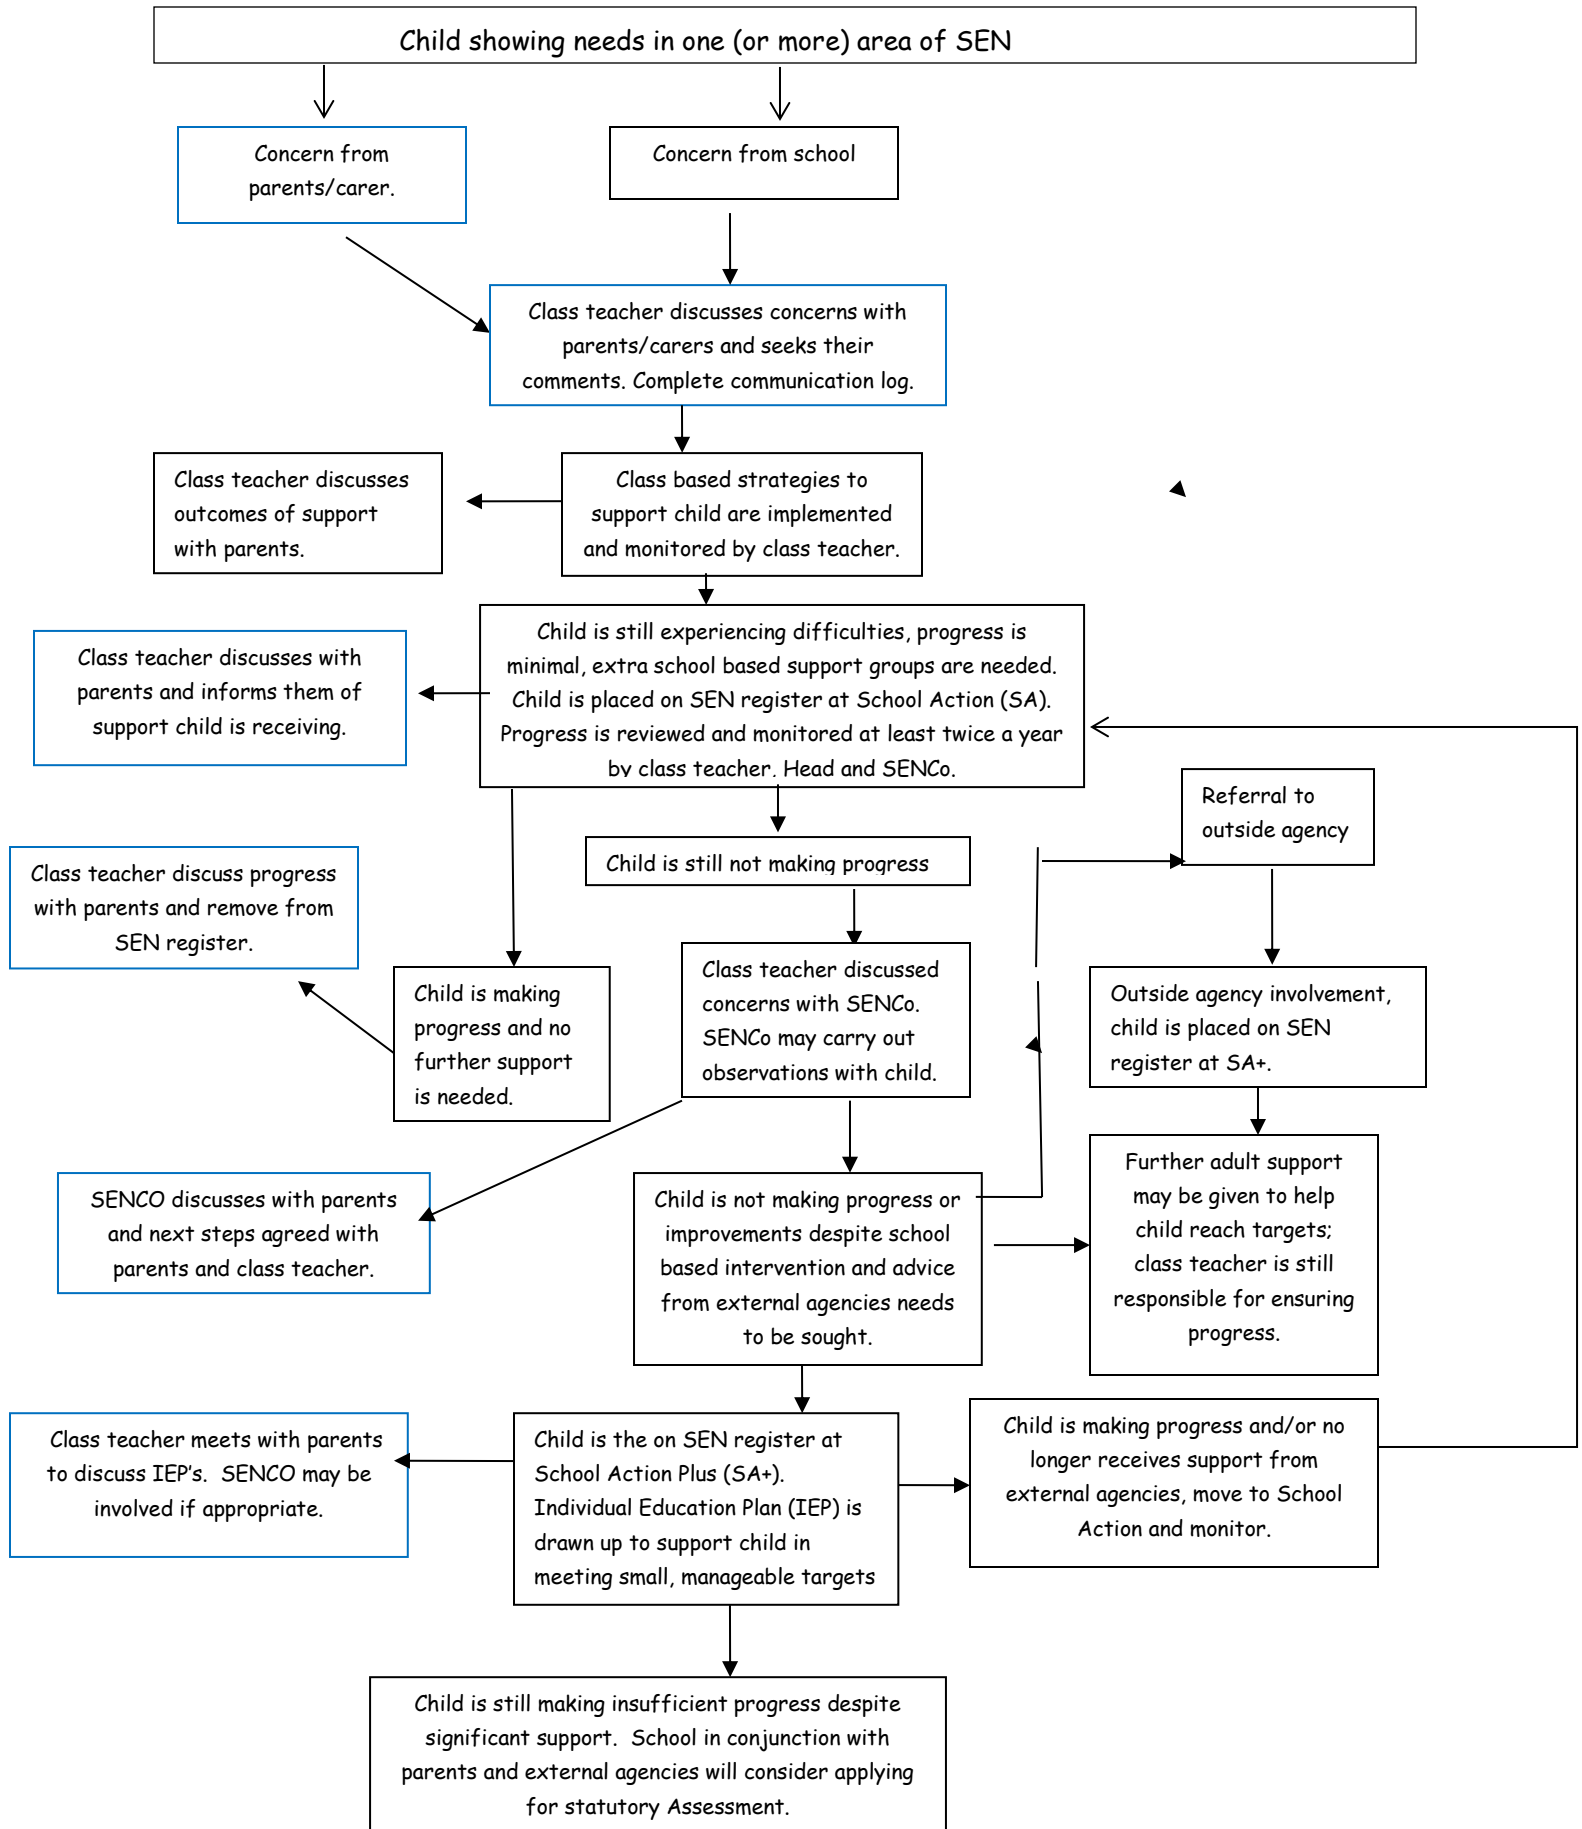 Child showing needs in one (or more) area of SEN
Concern from
parents/carer.
Concern from school
Class teacher discusses concerns with
parents/carers and seeks their
comments. Complete communication log.
Class teacher discusses
outcomes of support
with parents.
Class based strategies to
support child are implemented
and monitored by class teacher.
Child is still experiencing difficulties, progress is
minimal, extra school based support groups are needed.
Child is placed on SEN register at School Action (SA).
Progress is reviewed and monitored at least twice a year
by class teacher, Head and SENCo.
Class teacher discusses with
parents and informs them of
support child is receiving.
Referral to
outside agency
Child is still not making progress
Class teacher discuss progress
with parents and remove from
SEN register.
Child is making
progress and no
further support
is needed.
Class teacher discussed
concerns with SENCo.
SENCo may carry out
observations with child.
Outside agency involvement,
child is placed on SEN
register at SA+.
Further adult support
may be given to help
child reach targets;
class teacher is still
responsible for ensuring
progress.
SENCO discusses with parents
and next steps agreed with
parents and class teacher.
Child is not making progress or
improvements despite school
based intervention and advice
from external agencies needs
to be sought.
Class teacher meets with parents
to discuss IEP's. SENCO may be
involved if appropriate.
Child is the on SEN register at
School Action Plus (SA+).
Individual Education Plan (IEP) is
drawn up to support child in
meeting small, manageable targets
Child is making progress and/or no
longer receives support from
external agencies, move to School
Action and monitor.
Child is still making insufficient progress despite
significant support. School in conjunction with
parents and external agencies will consider applying
for statutory Assessment.